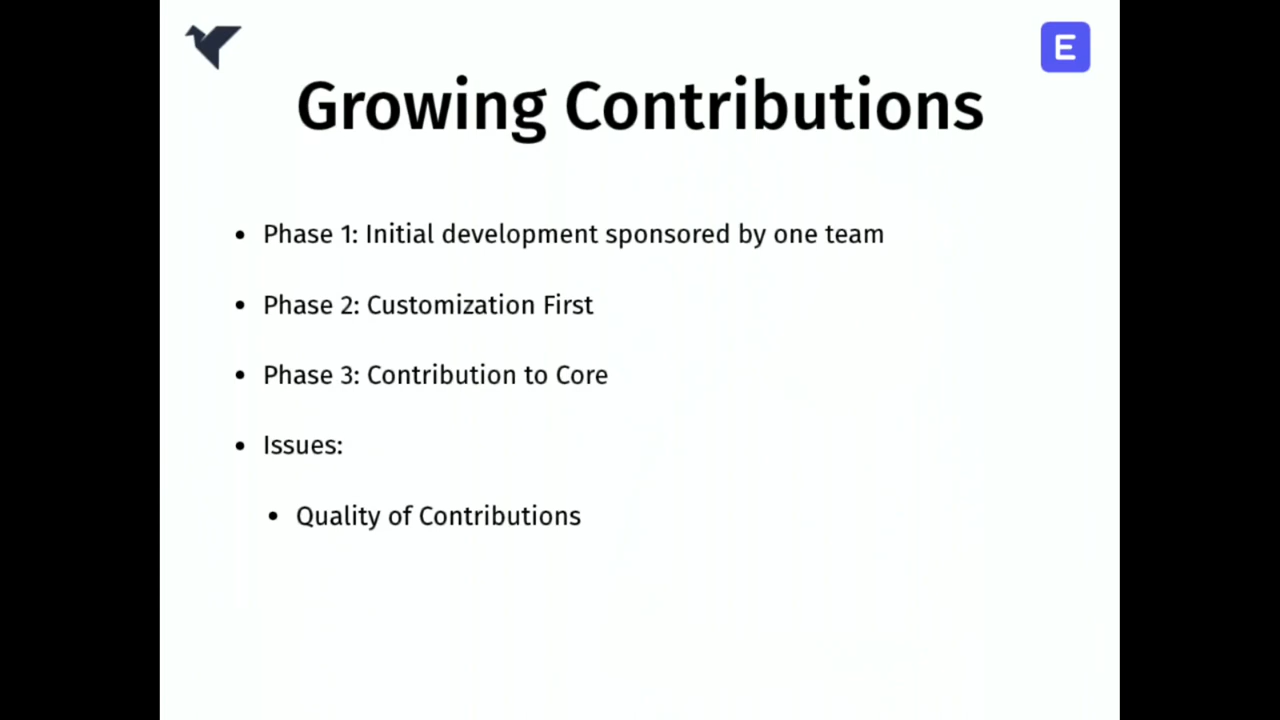 E
Growing Contributions
• Phase 1: Initial development sponsored by one team
• Phase 2: Customization First
• Phase 3: Contribution to Core
• Issues:
• Quality of Contributions